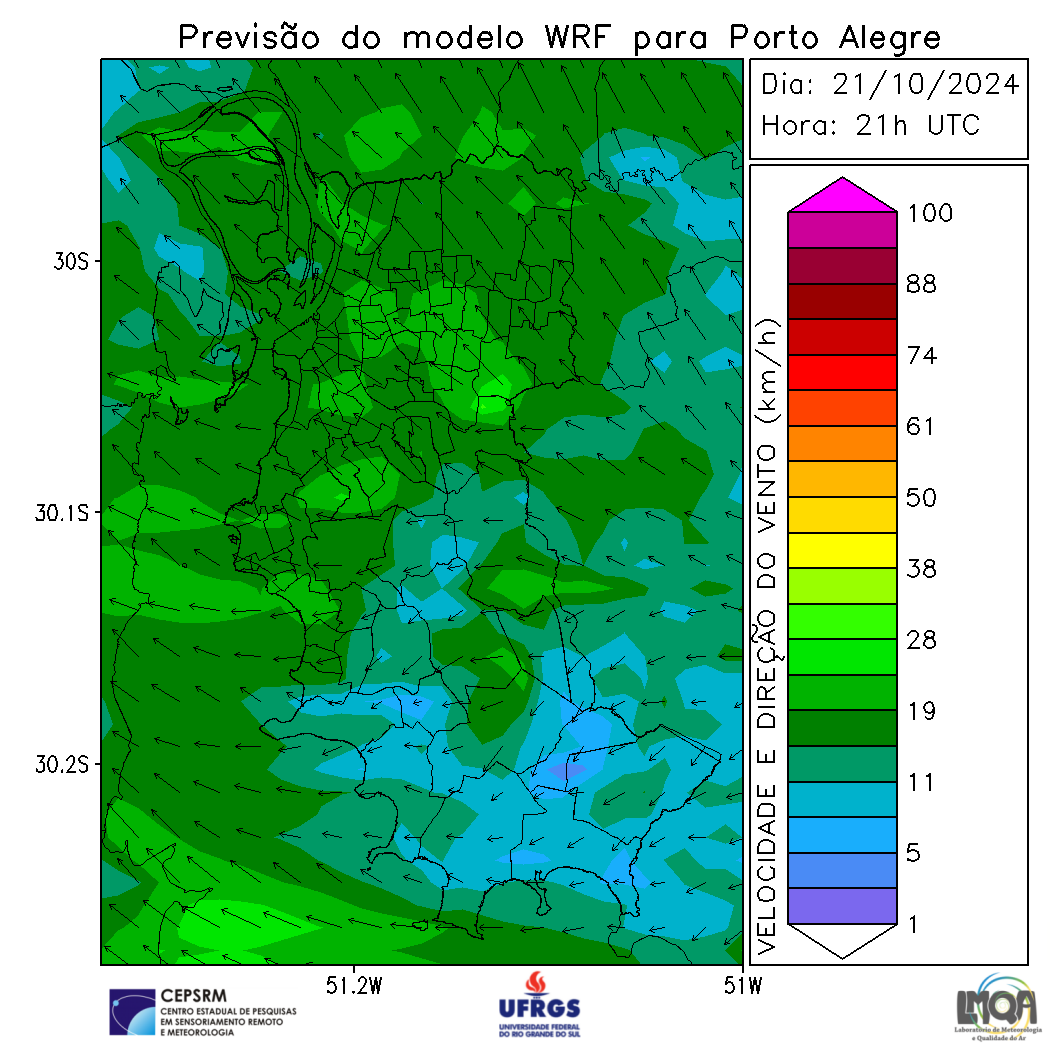 Previsão do modelo WRF para Porto Alegre
Dia: 21/10/2024
Hora: 21h UTC
30S
30.1S
30.2S
51.2W
51W
VELOCIDADE E DIREÇÃO DO VENTO (km/h)
100
88
74
61
50
38
28
19
11
5
1
CEPSRM
CENTRO ESTADUAL DE PESQUISAS
EM SENSORIAMENTO REMOTO
E METEOROLOGIA
UFRGS
UNIVERSIDADE FEDERAL
DO RIO GRANDE DO SUL
LMQA
Laboratório de Meteorologia
e Qualidade do Ar